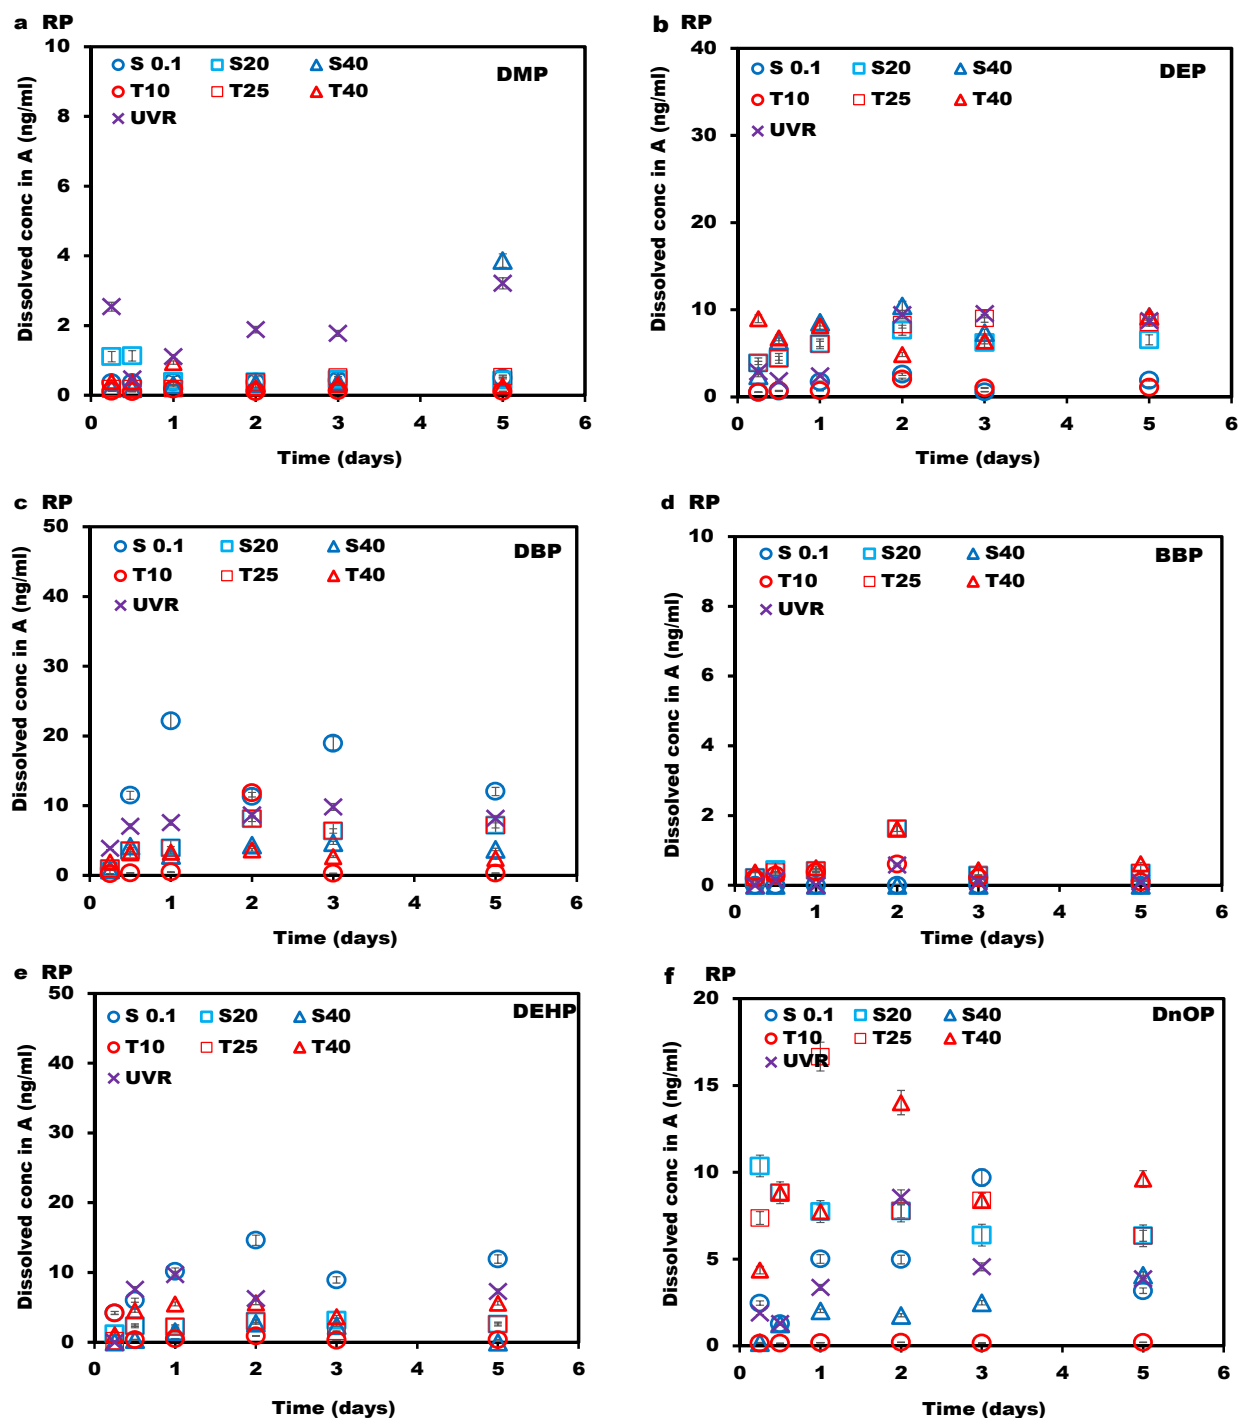 a RP
Dissolved conc in A (ng/ml)
10
8
6
4
2
0
S 0.1 S20 S40
T10 T25 T40
UVR
DMP
0 1 2 3 4 5 6
Time (days)
b RP
Dissolved conc in A (ng/ml)
40
30
20
10
0
S 0.1 S20 S40
T10 T25 T40
UVR
DEP
0 1 2 3 4 5 6
Time (days)
c RP
Dissolved conc in A (ng/ml)
50
40
30
20
10
0
S 0.1 S20 S40
T10 T25 T40
UVR
DBP
0 1 2 3 4 5 6
Time (days)
d RP
Dissolved conc in A (ng/ml)
10
8
6
4
2
0
S 0.1 S20 S40
T10 T25 T40
UVR
BBP
0 1 2 3 4 5 6
Time (days)
e RP
Dissolved conc in A (ng/ml)
50
40
30
20
10
0
S 0.1 S20 S40
T10 T25 T40
UVR
DEHP
0 1 2 3 4 5 6
Time (days)
f RP
Dissolved conc in A (ng/ml)
20
15
10
5
0
S 0.1 S20 S40
T10 T25 T40
UVR
DnOP
0 1 2 3 4 5 6
Time (days)